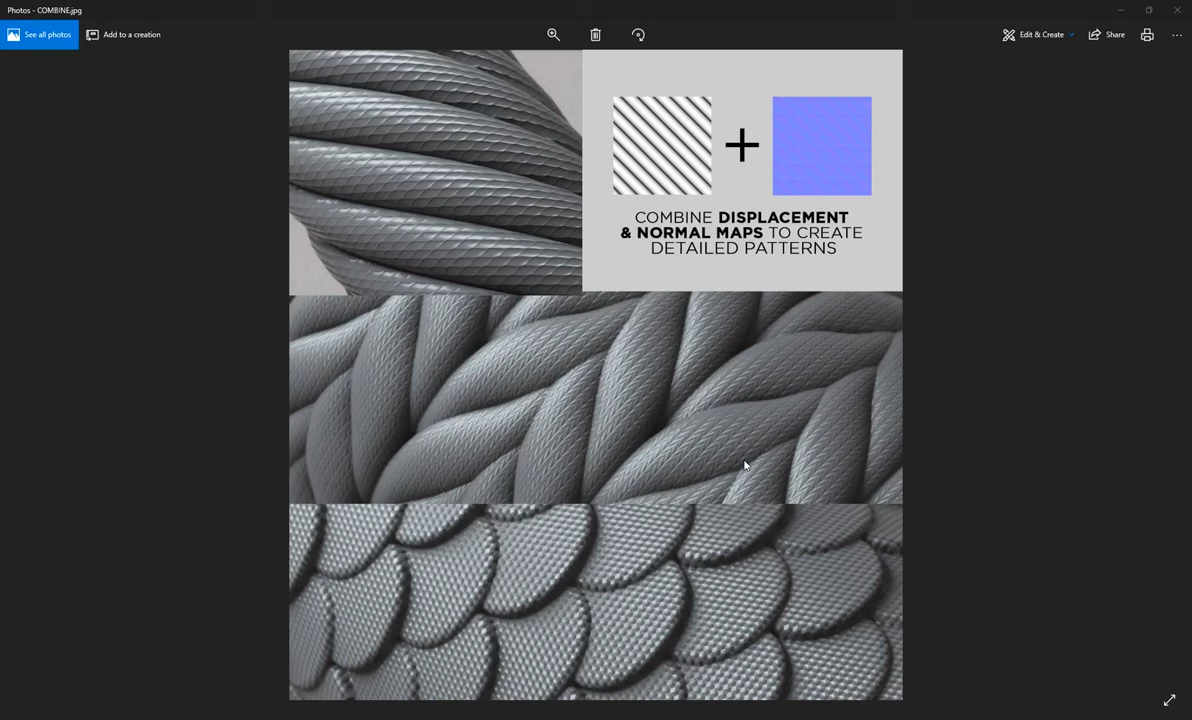 Photos - COMBINE.jpg
See all photos
Add to a creation
Edit & Create
Share
COMBINE DISPLACEMENT
& NORMAL MAPS TO CREATE
DETAILED PATTERNS